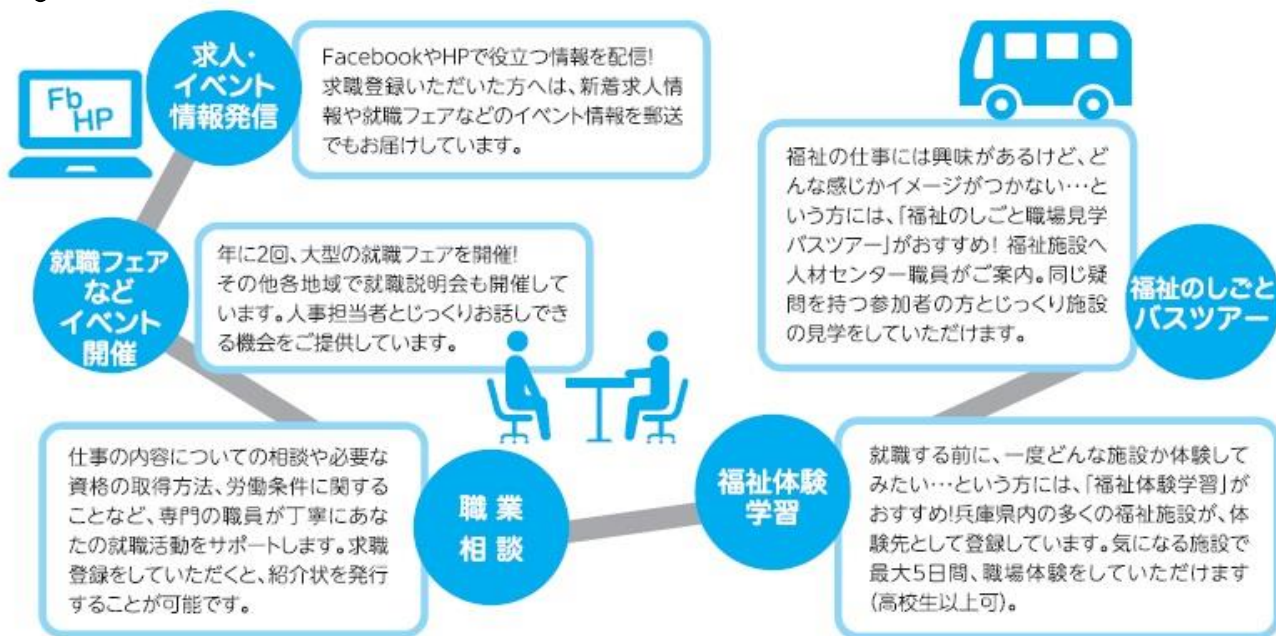 Fb
HP
求人・
イベント
情報発信
FacebookやHPで役立つ情報を配信!
求職登録いただいた方へは、新着求人情
報や就職フェアなどのイベント情報を郵送
でもお届けしています。
就職フェア
など
イベント
開催
年に2回、大型の就職フェアを開催!
その他各地域で就職説明会も開催して
います。人事担当者とじっくりお話しでき
る機会をご提供しています。
仕事の内容についての相談や必要な
資格の取得方法、労働条件に関する
ことなど、専門の職員が丁寧にあな
たの就職活動をサポートします。求職
登録をしていただくと、紹介状を発行
することが可能です。
職業
相談
福祉体験
学習
就職する前に、一度どんな施設か体験して
みたい…という方には、「福祉体験学習」が
おすすめ!兵庫県内の多くの福祉施設が、体
験先として登録しています。気になる施設で
最大5日間、職場体験をしていただけます
(高校生以上可)。
福祉の仕事には興味があるけど、ど
んな感じかイメージがつかない…と
いう方には、「福祉のしごと職場見学
バスツアー」がおすすめ! 福祉施設へ
人材センター職員がご案内。同じ疑
問を持つ参加者の方とじっくり施設
の見学をしていただけます。
福祉のしごと
バスツアー